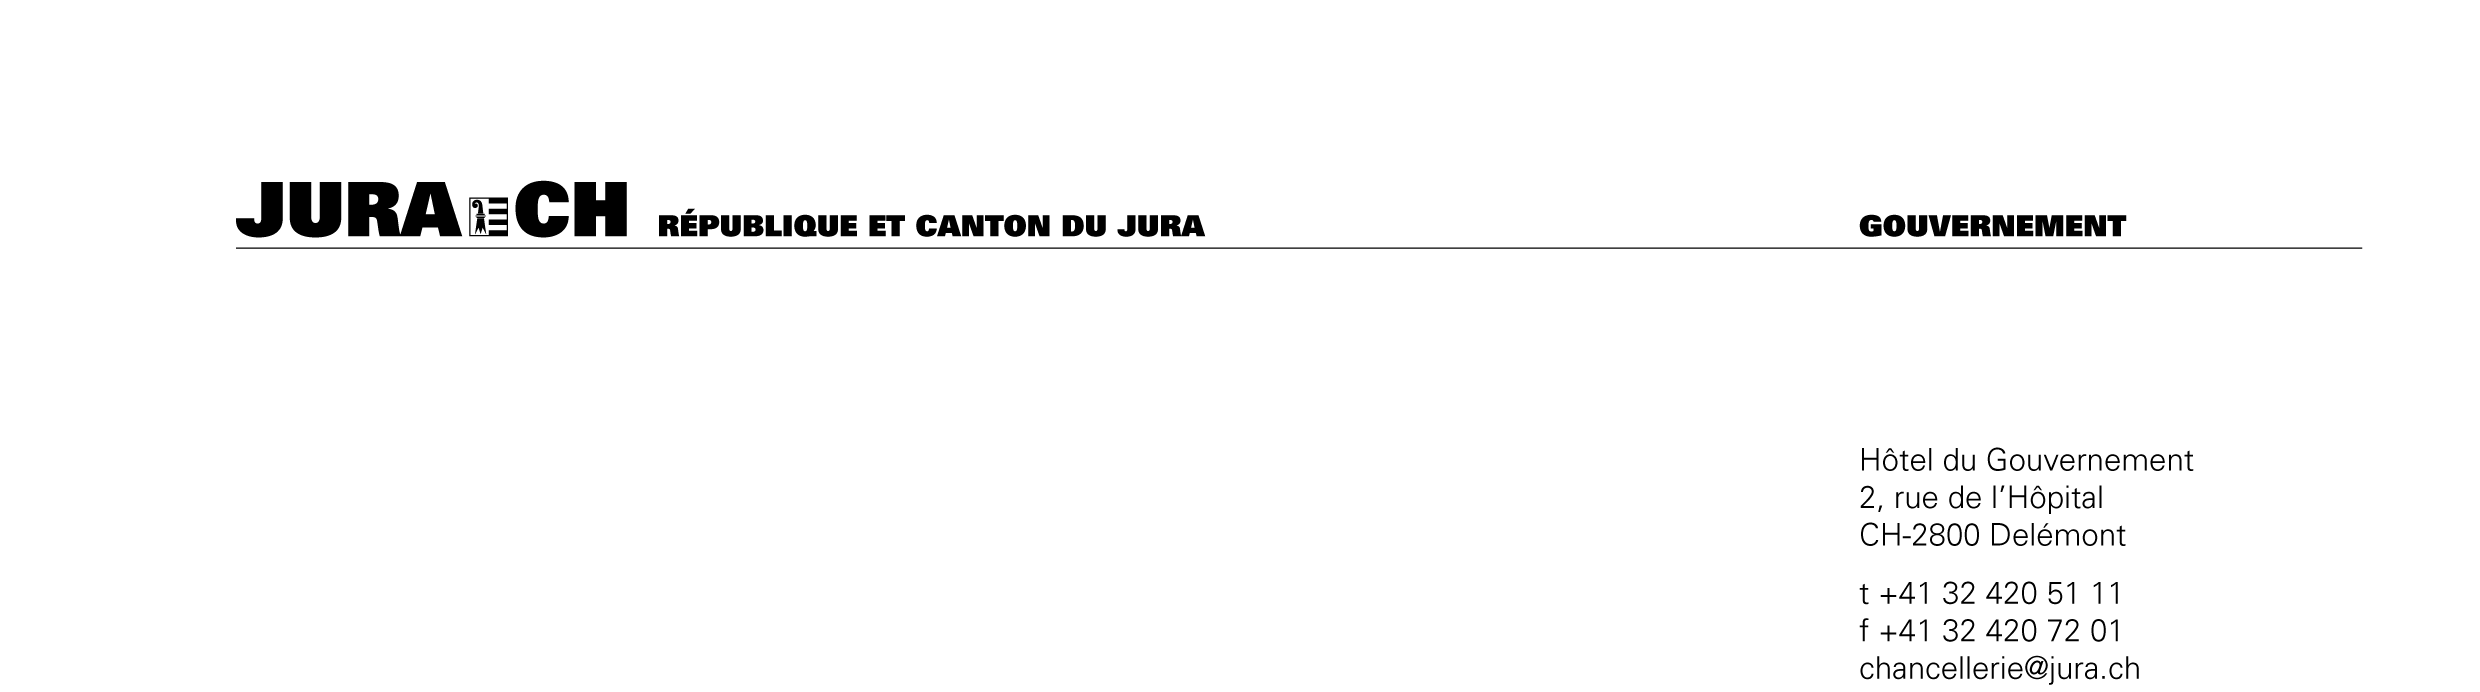 JURA CH RÉPUBLIQUE ET CANTON DU JURA GOUVERNEMENT
Hôtel du Gouvernement
2, rue de l’Hôpital
CH-2800 Delémont
t +41 32 420 51 11
f +41 32 420 72 01
chancellerie@jura.ch